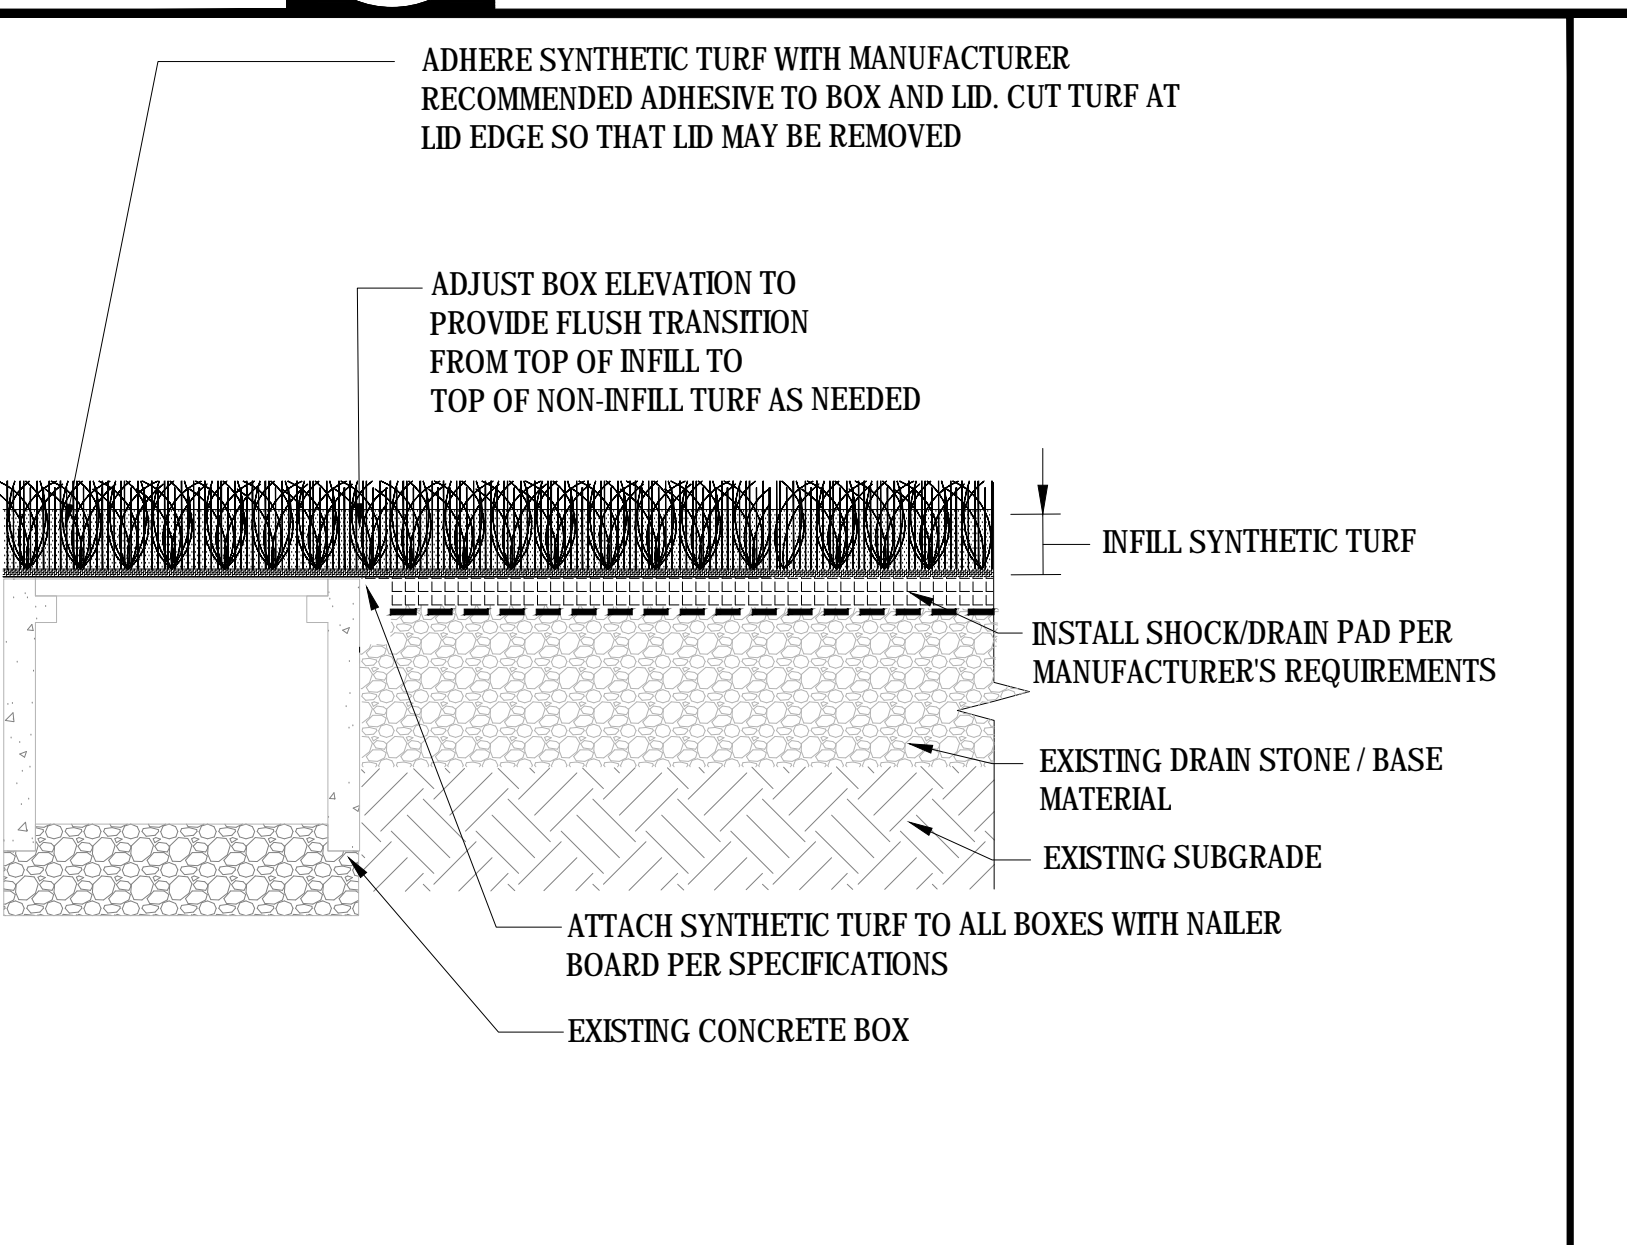 ADHERE SYNTHETIC TURF WITH MANUFACTURER
RECOMMENDED ADHESIVE TO BOX AND LID. CUT TURF AT
LID EDGE SO THAT LID MAY BE REMOVED
ADJUST BOX ELEVATION TO
PROVIDE FLUSH TRANSITION
FROM TOP OF INFILL TO
TOP OF NON-INFILL TURF AS NEEDED
INFILL SYNTHETIC TURF
INSTALL SHOCK/DRAIN PAD PER
MANUFACTURER'S REQUIREMENTS
EXISTING DRAIN STONE / BASE
MATERIAL
EXISTING SUBGRADE
ATTACH SYNTHETIC TURF TO ALL BOXES WITH NAILER
BOARD PER SPECIFICATIONS
EXISTING CONCRETE BOX